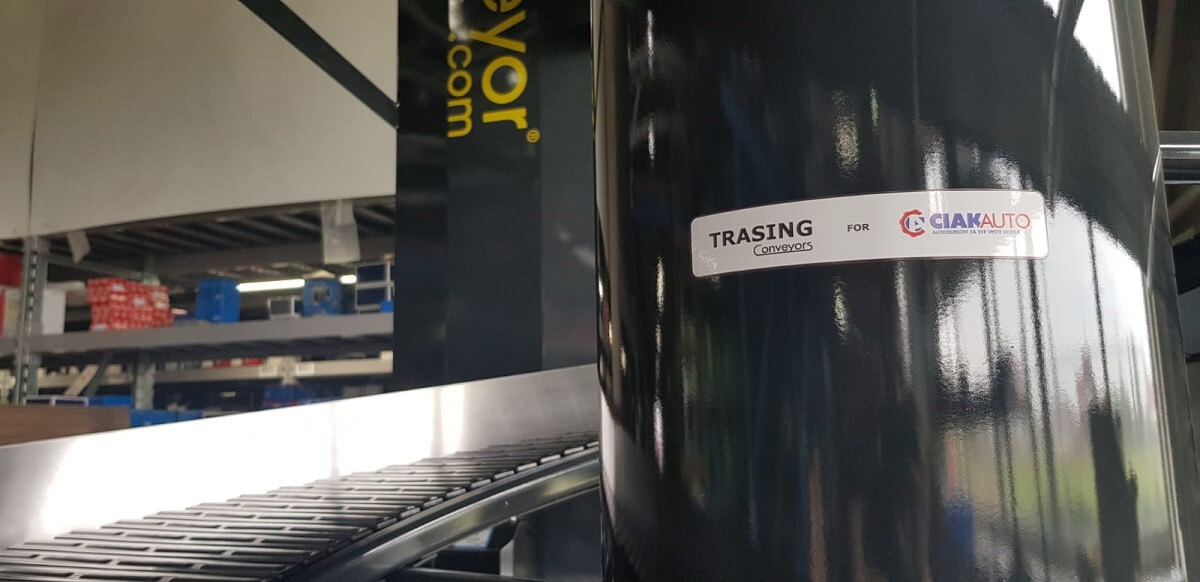 eyor®
.com
TRASING
Conveyors
FOR
CIAKAUTO
AUTODIJELOVI ZA SVE VRSTE VOZILA